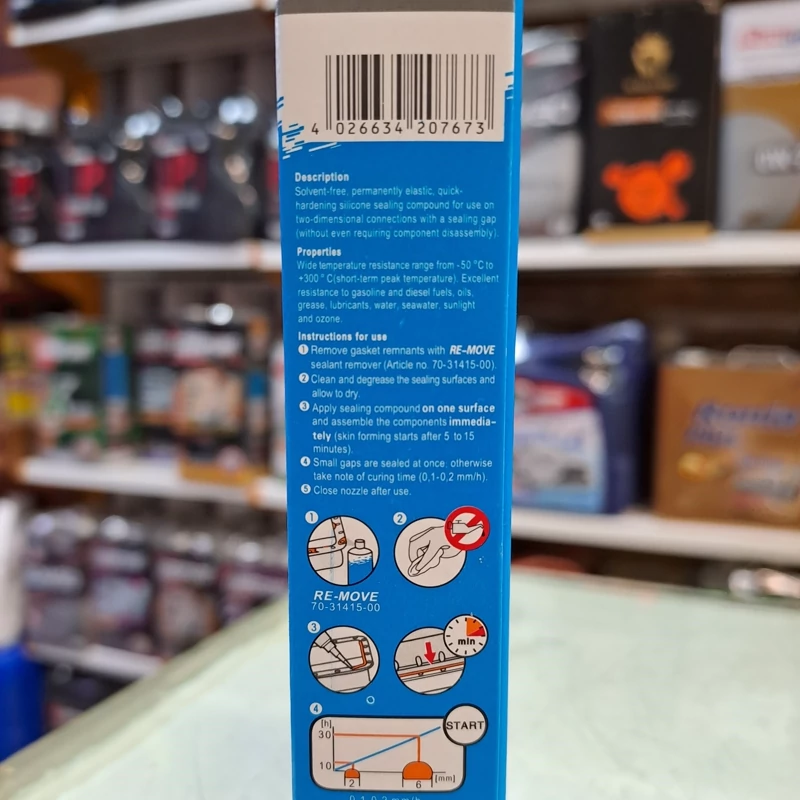 4 026634 207673
Description
Solvent-free, permanently elastic, quick-
hardening silicone sealing compound for use on
two-dimensional connections with a sealing gap
(without even requiring component disassembly).
Properties
Wide temperature resistance range from -50 °C to
+300 ° C(short-term peak temperature). Excellent
resistance to gasoline and diesel fuels, oils,
grease, lubricants, water, seawater, sunlight
and ozone.
Instructions for use
1 Remove gasket remnants with RE-MOVE
sealant remover (Article no. 70-31415-00).
2 Clean and degrease the sealing surfaces and
allow to dry.
3 Apply sealing compound on one surface
and assemble the components immedia-
tely (skin forming starts after 5 to 15
minutes).
4 Small gaps are sealed at once: otherwise
take note of curing time (0,1-0,2 mm/h).
5 Close nozzle after use.
1 2
RE-MOVE
70-31415-00
3 min
4
START
[h]
30
10
2 6 [mm]
0,1-0,2 mm/h